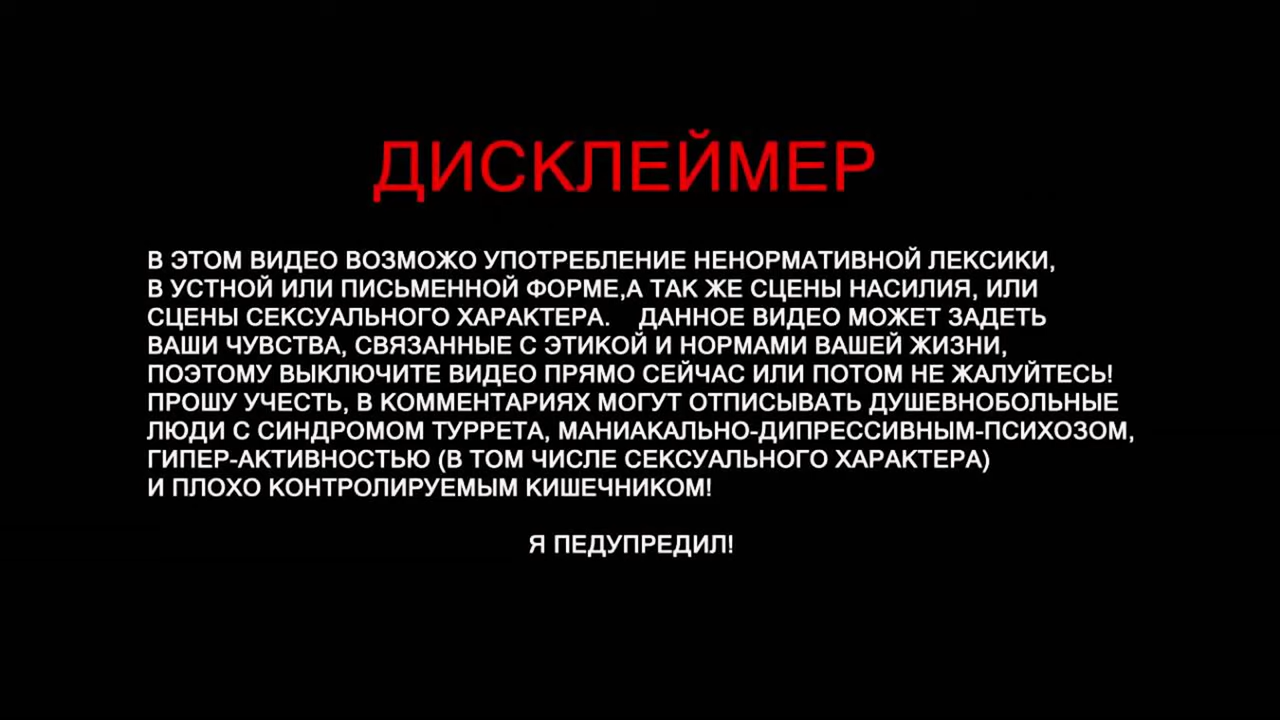 ДИСКЛЕЙМЕР
В ЭТОМ ВИДЕО ВОЗМОЖО УПОТРЕБЛЕНИЕ НЕНОРМАТИВНОЙ ЛЕКСИКИ,
В УСТНОЙ ИЛИ ПИСЬМЕННОЙ ФОРМЕ,А ТАК ЖЕ СЦЕНЫ НАСИЛИЯ, ИЛИ
СЦЕНЫ СЕКСУАЛЬНОГО ХАРАКТЕРА. ДАННОЕ ВИДЕО МОЖЕТ ЗАДЕТЬ
ВАШИ ЧУВСТВА, СВЯЗАННЫЕ С ЭТИКОЙ И НОРМАМИ ВАШЕЙ ЖИЗНИ,
ПОЭТОМУ ВЫКЛЮЧИТЕ ВИДЕО ПРЯМО СЕЙЧАС ИЛИ ПОТОМ НЕ ЖАЛУЙТЕСЬ!
ПРОШУ УЧЕСТЬ, В КОММЕНТАРИЯХ МОГУТ ОТПИСЫВАТЬ ДУШЕВНОБОЛЬНЫЕ
ЛЮДИ С СИНДРОМОМ ТУРРЕТА, МАНИАКАЛЬНО-ДИПРЕССИВНЫМ-ПСИХОЗОМ,
ГИПЕР-АКТИВНОСТЬЮ (В ТОМ ЧИСЛЕ СЕКСУАЛЬНОГО ХАРАКТЕРА)
И ПЛОХО КОНТРОЛИРУЕМЫМ КИШЕЧНИКОМ!
Я ПЕДУПРЕДИЛ!